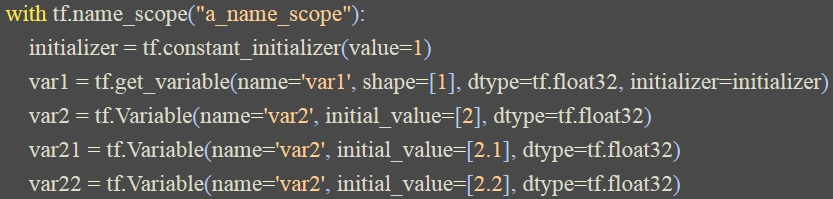 with tf.name_scope("a_name_scope"):
    initializer = tf.constant_initializer(value=1)
    var1 = tf.get_variable(name='var1', shape=[1], dtype=tf.float32, initializer=initializer)
    var2 = tf.Variable(name='var2', initial_value=[2], dtype=tf.float32)
    var21 = tf.Variable(name='var2', initial_value=[2.1], dtype=tf.float32)
    var22 = tf.Variable(name='var2', initial_value=[2.2], dtype=tf.float32)